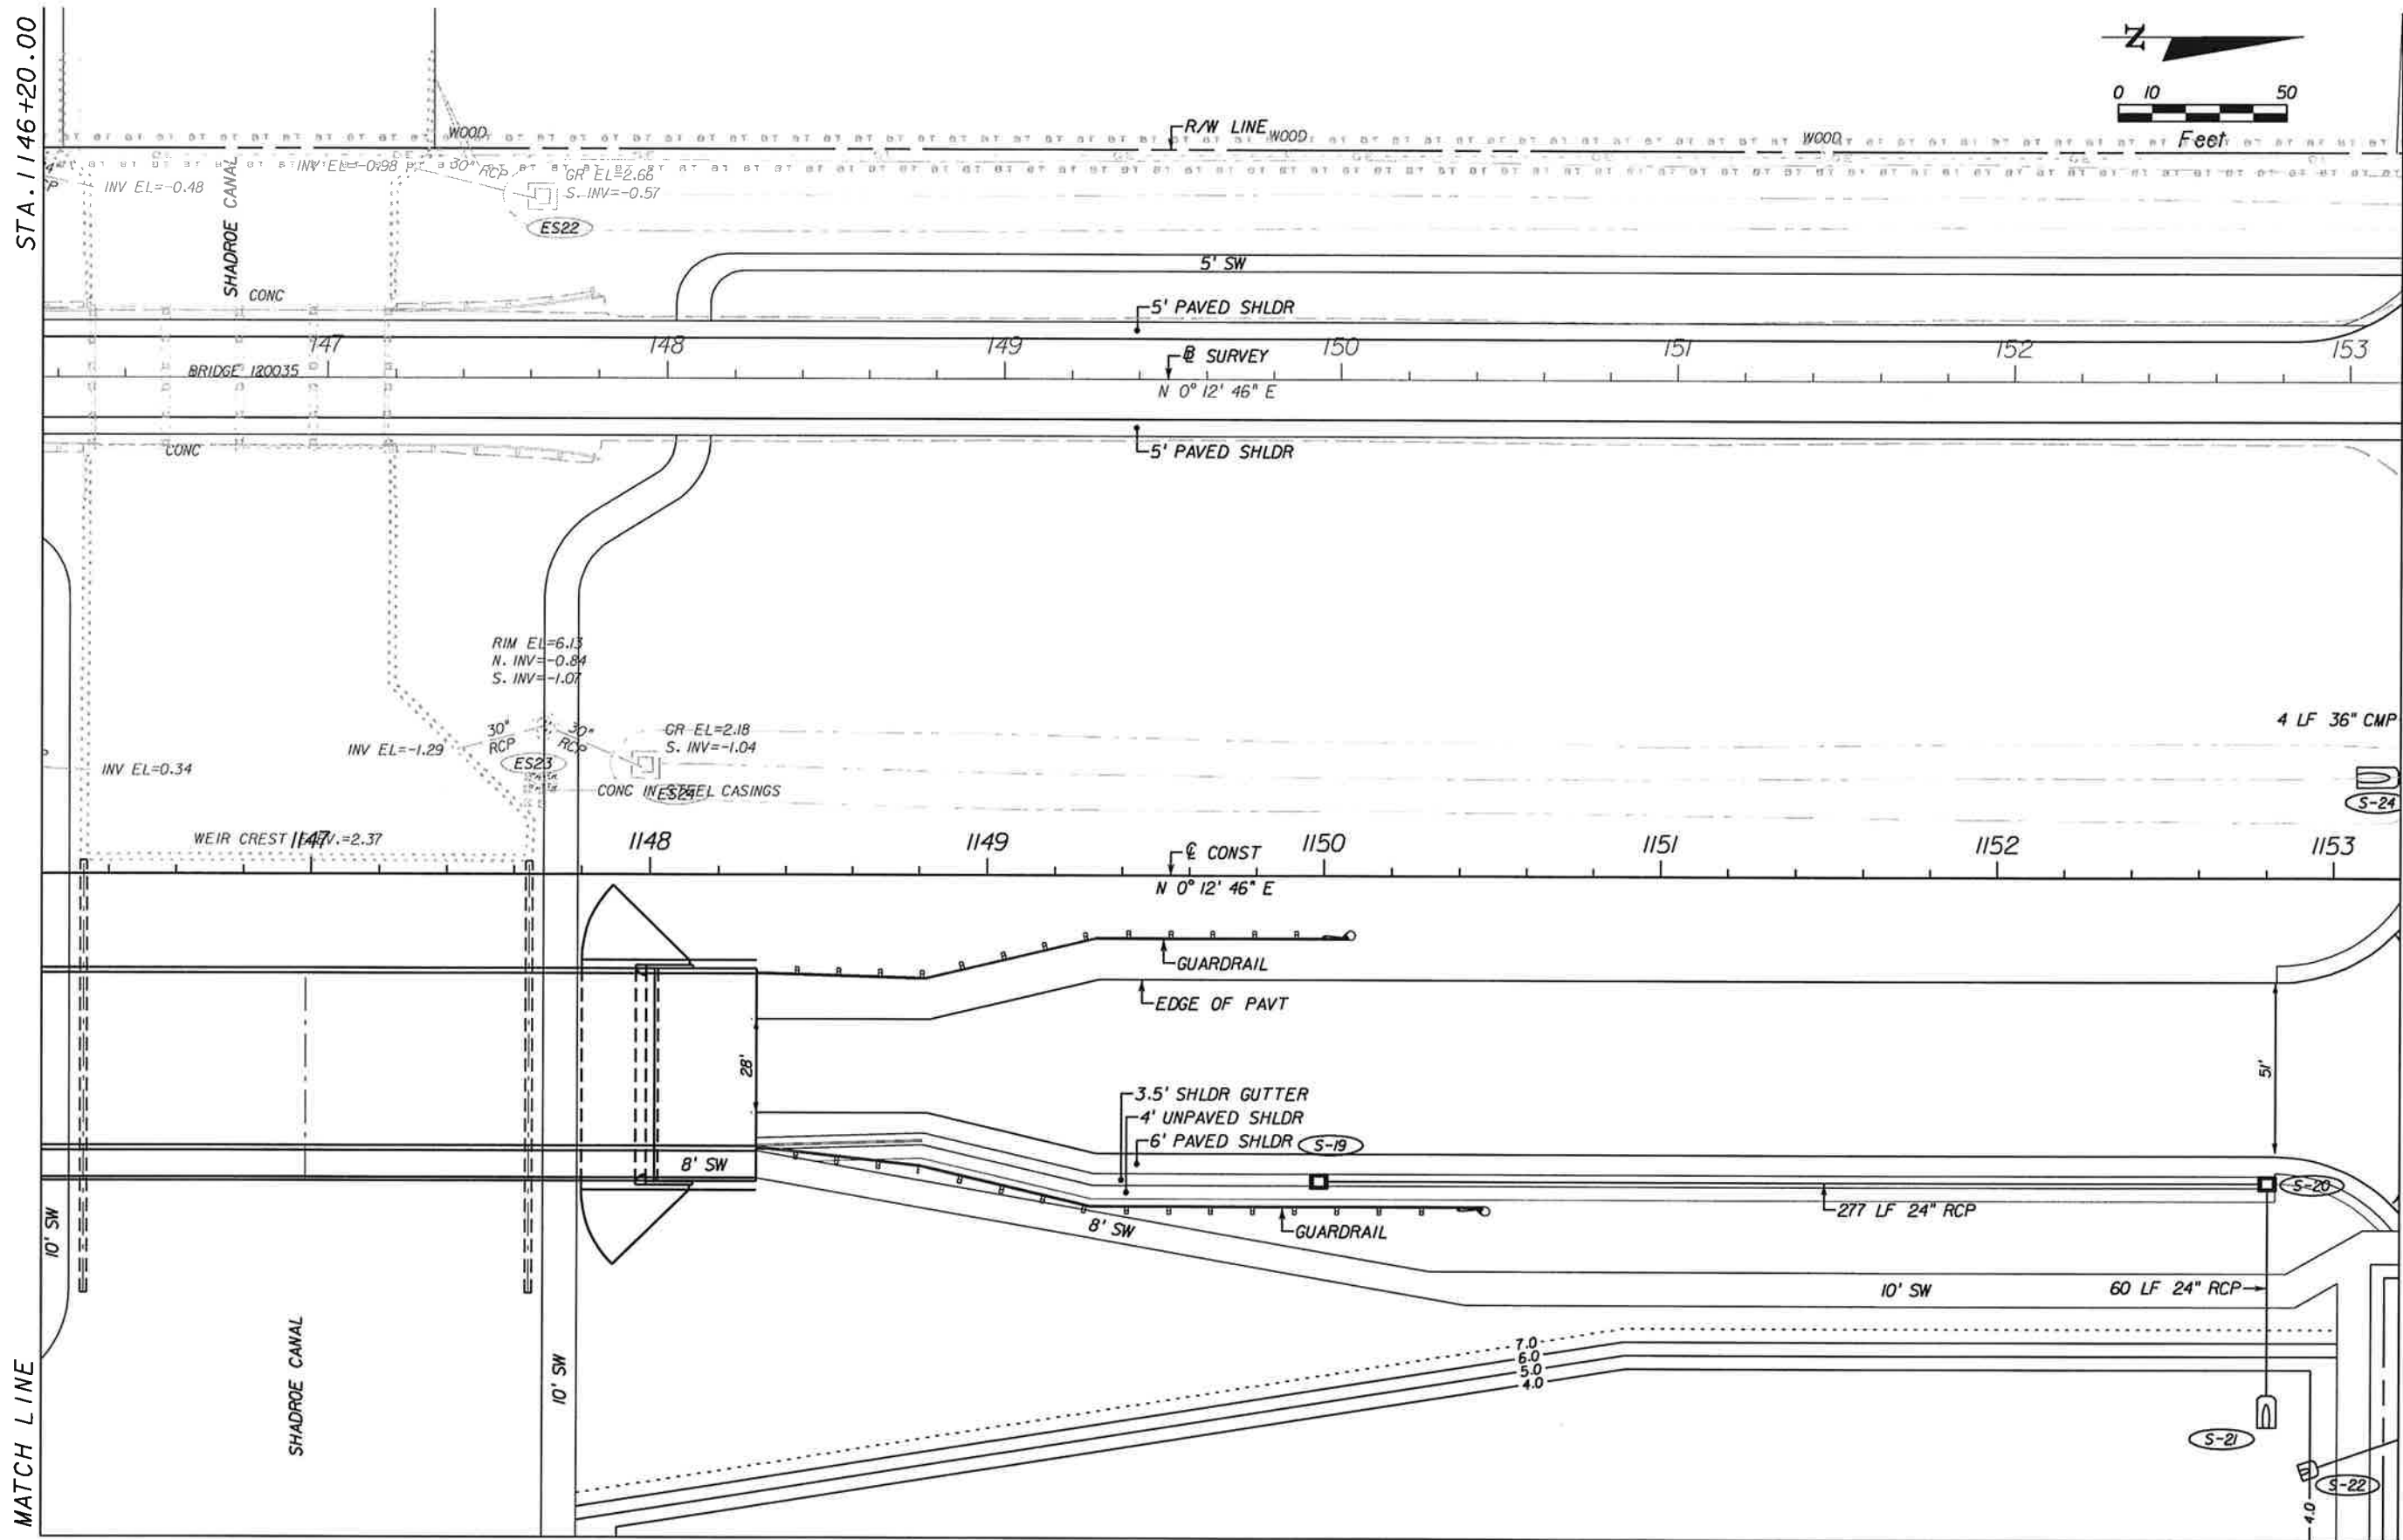 STA. 1146+20.00
MATCH LINE
N
0 10 50
Feet
WOOD
R/W LINE
WOOD
WOOD
INV EL=-0.98
30" RCP
GR EL=2.68
S. INV=-0.57
INV EL=-0.48
ES22
SHADROE CANAL
CONC
5' SW
5' PAVED SHLDR
147 148 149 150 151 152 153
BRIDGE 120035
B SURVEY
N 0° 12' 46" E
CONC
5' PAVED SHLDR
RIM EL=6.13
N. INV=-0.84
S. INV=-1.07
30" RCP
30" RCP
GR EL=2.18
S. INV=-1.04
INV EL=-1.29
INV EL=0.34
ES23
CONC IN STEEL CASINGS
ES24
4 LF 36" CMP
S-24
WEIR CREST ELEV.=2.37
1147 1148 1149 1150 1151 1152 1153
℄ CONST
N 0° 12' 46" E
GUARDRAIL
EDGE OF PAVT
28'
51'
3.5' SHLDR GUTTER
4' UNPAVED SHLDR
6' PAVED SHLDR
S-19
8' SW
S-20
277 LF 24" RCP
8' SW
GUARDRAIL
10' SW
10' SW
60 LF 24" RCP
7.0
6.0
5.0
4.0
SHADROE CANAL
10' SW
S-21
S-22
4.0